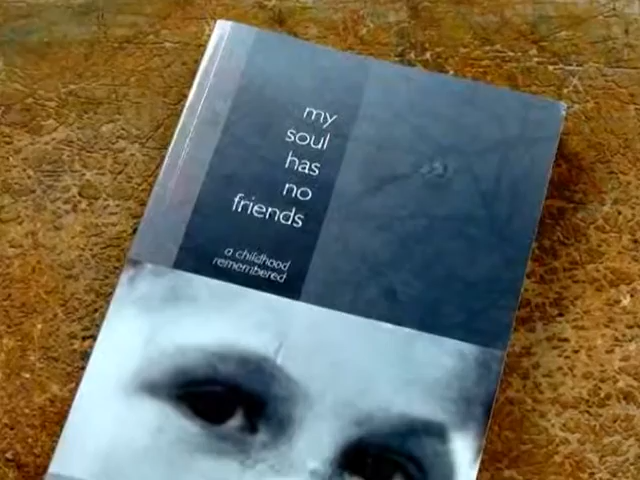 my
soul
has
no
friends
a childhood
remembered